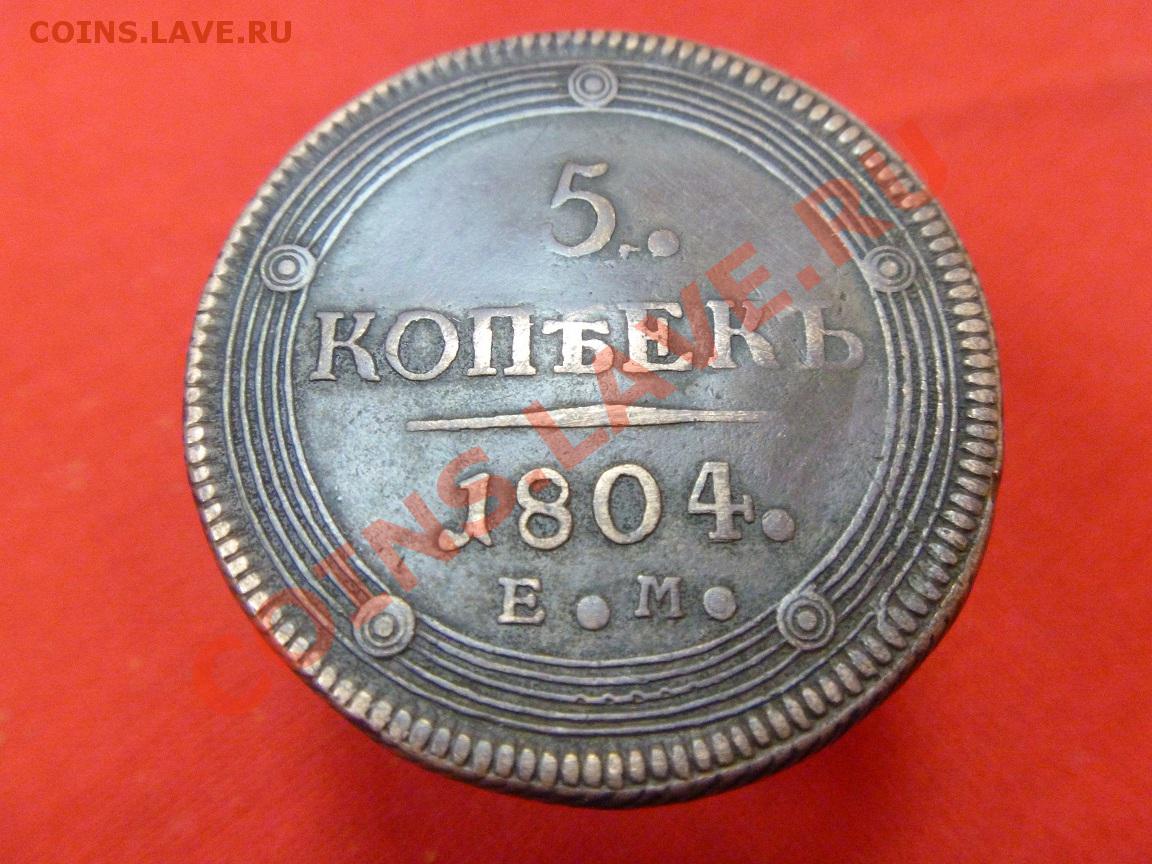 COINS.LAVE.RU
5..
КОПѢЕКЪ
.1804.
Е.М.
COINS.LAVE.RU